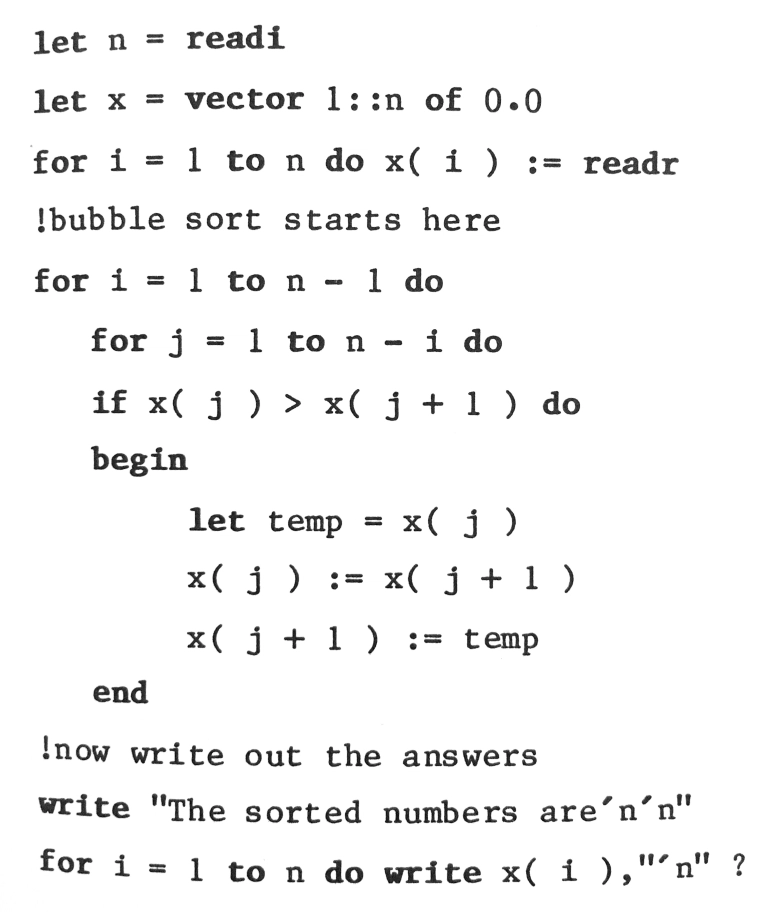 let n = readi
let x = vector 1::n of 0.0
for i = 1 to n do x( i ) := readr
!bubble sort starts here
for i = 1 to n - 1 do
for j = 1 to n - i do
if x( j ) > x( j + 1 ) do
begin
let temp = x( j )
x( j ) := x( j + 1 )
x( j + 1 ) := temp
end
!now write out the answers
write "The sorted numbers are'n'n"
for i = 1 to n do write x( i ),"'n" ?